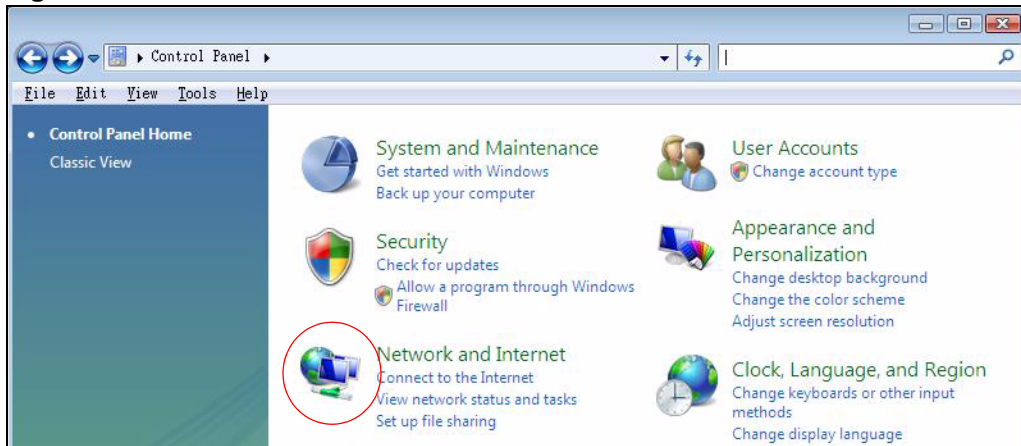 Control Panel
File Edit View Tools Help
Control Panel Home
Classic View
System and Maintenance
Get started with Windows
Back up your computer
Security
Check for updates
Allow a program through Windows
Firewall
Network and Internet
Connect to the Internet
View network status and tasks
Set up file sharing
User Accounts
Change account type
Appearance and
Personalization
Change desktop background
Change the color scheme
Adjust screen resolution
Clock, Language, and Region
Change keyboards or other input
methods
Change display language